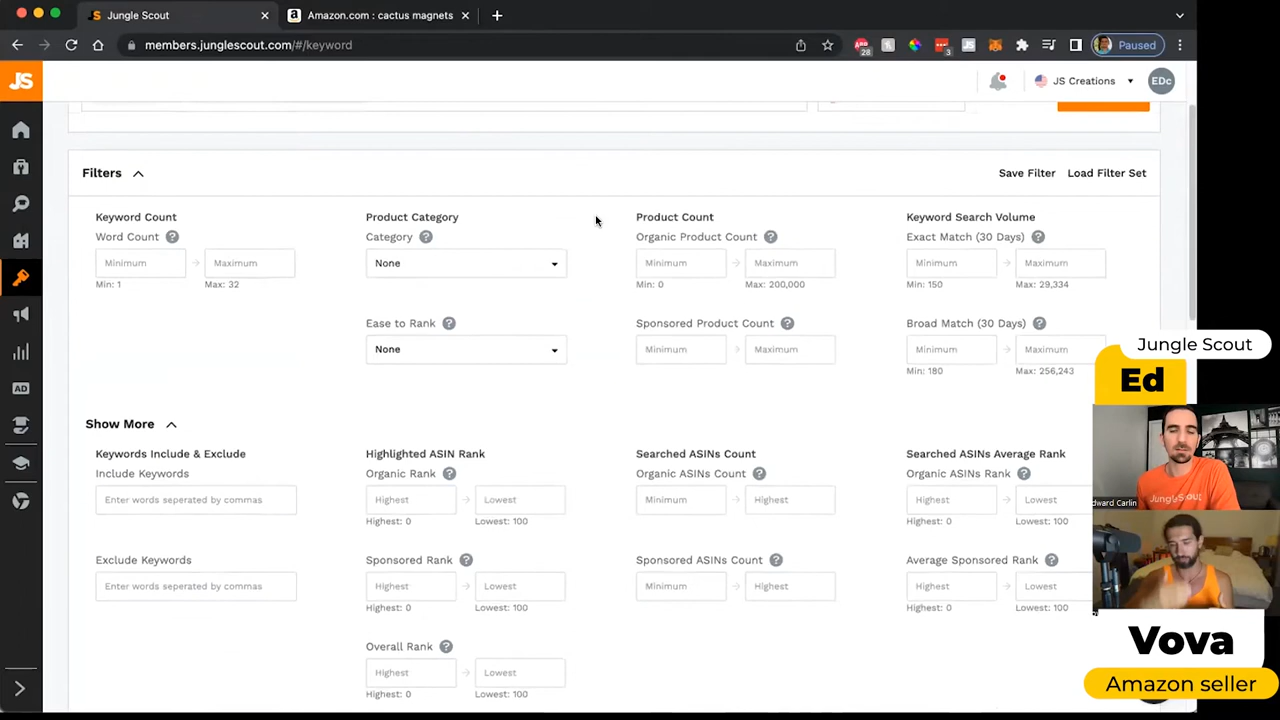 Jungle Scout
Amazon.com : cactus magnets
members.junglescout.com/#/keyword
28
3
Paused
JS
JS Creations
EDc
Filters
Save Filter
Load Filter Set
Keyword Count
Product Category
Product Count
Keyword Search Volume
Word Count
Category
Organic Product Count
Exact Match (30 Days)
Minimum
Maximum
None
Minimum
Maximum
Minimum
Maximum
Min: 1
Max: 32
Min: 0
Max: 200,000
Min: 150
Max: 29,334
Ease to Rank
Sponsored Product Count
Broad Match (30 Days)
None
Minimum
Maximum
Minimum
Maximum
Min: 180
Max: 256,243
Jungle Scout
Ed
AD
Show More
Keywords Include & Exclude
Highlighted ASIN Rank
Searched ASINs Count
Searched ASINs Average Rank
Include Keywords
Organic Rank
Organic ASINs Count
Organic ASINs Rank
Enter words seperated by commas
Highest
Lowest
Minimum
Highest
Highest
Lowest
Highest: 0
Lowest: 100
Highest: 0
Lowest: 100
Jungle Scout
dward Carlin
Exclude Keywords
Sponsored Rank
Sponsored ASINs Count
Average Sponsored Rank
Enter words seperated by commas
Highest
Lowest
Minimum
Highest
Highest
Lowest
Highest: 0
Lowest: 100
Highest: 0
Lowest: 100
Overall Rank
Highest
Lowest
Highest: 0
Lowest: 100
Vova
Amazon seller